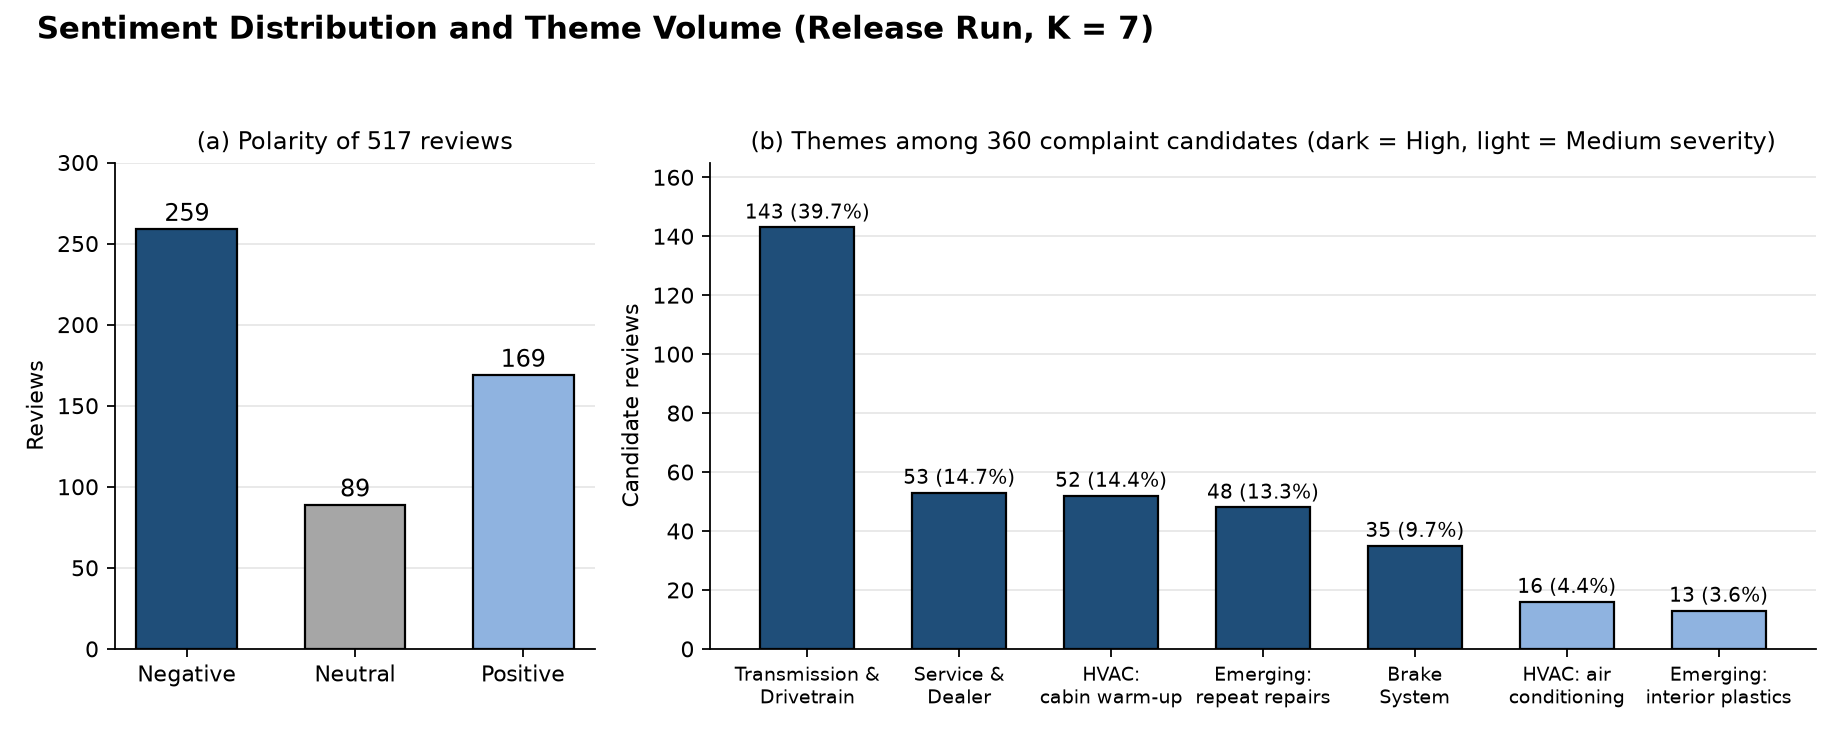 Sentiment Distribution and Theme Volume (Release Run, K = 7)
(a) Polarity of 517 reviews
300
250
200
150
100
50
0
Reviews
259
89
169
Negative
Neutral
Positive
(b) Themes among 360 complaint candidates (dark = High, light = Medium severity)
160
140
120
100
80
60
40
20
0
Candidate reviews
143 (39.7%)
53 (14.7%)
52 (14.4%)
48 (13.3%)
35 (9.7%)
16 (4.4%)
13 (3.6%)
Transmission &
Drivetrain
Service &
Dealer
HVAC:
cabin warm-up
Emerging:
repeat repairs
Brake
System
HVAC: air
conditioning
Emerging:
interior plastics